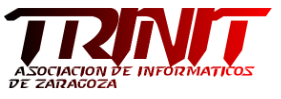 TRINIT
ASOCIACION DE INFORMATICOS
DE ZARAGOZA